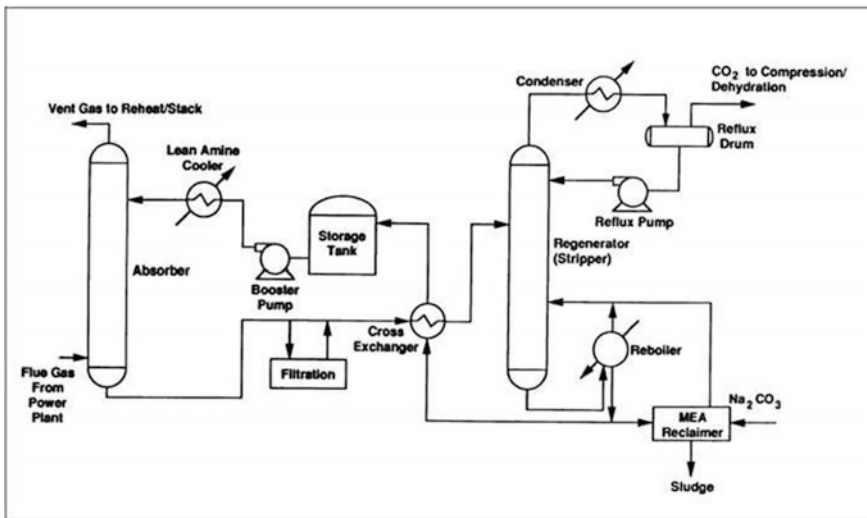 Condenser
CO2 to Compression/
Dehydration
Vent Gas to Reheat/Stack
Reflux
Drum
Lean Amine
Cooler
Reflux Pump
Storage
Tank
Regenerator
(Stripper)
Absorber
Booster
Pump
Cross
Exchanger
Reboiler
Flue Gas
From
Power
Plant
Filtration
Na2CO3
MEA
Reclaimer
Sludge